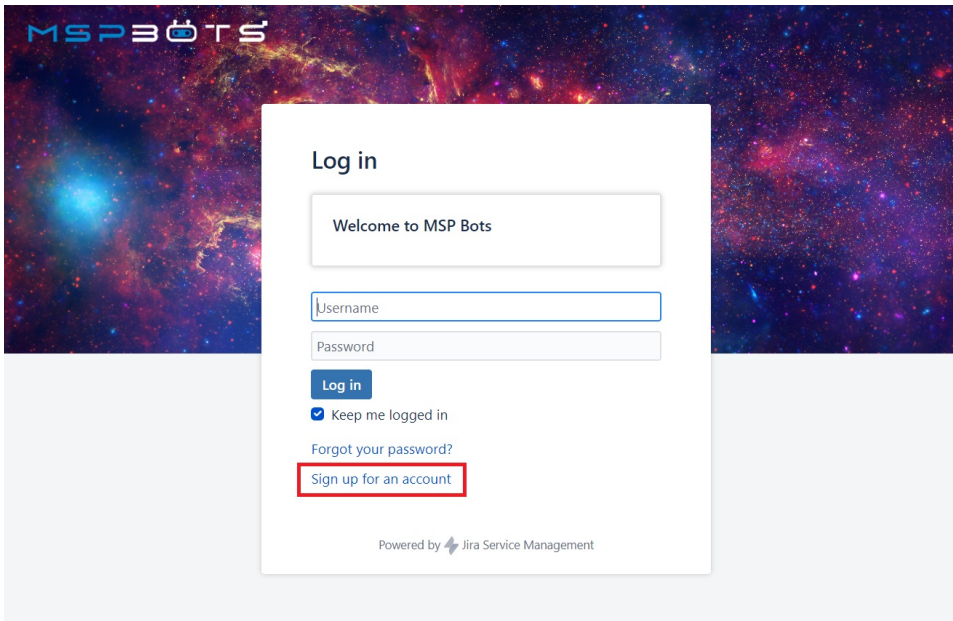 MSPBOTS
Log in
Welcome to MSP Bots
Username
Password
Log in
Keep me logged in
Forgot your password?
Sign up for an account
Powered by Jira Service Management